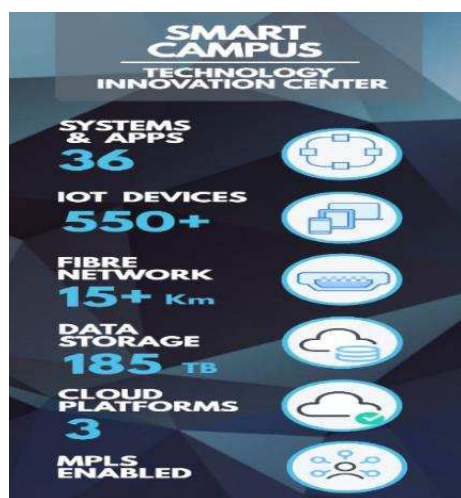 SMART
CAMPUS
TECHNOLOGY
INNOVATION CENTER
SYSTEMS
& APPS
36
IOT DEVICES
550+
FIBRE
NETWORK
15+ Km
DATA
STORAGE
185 TB
CLOUD
PLATFORMS
3
MPLS
ENABLED